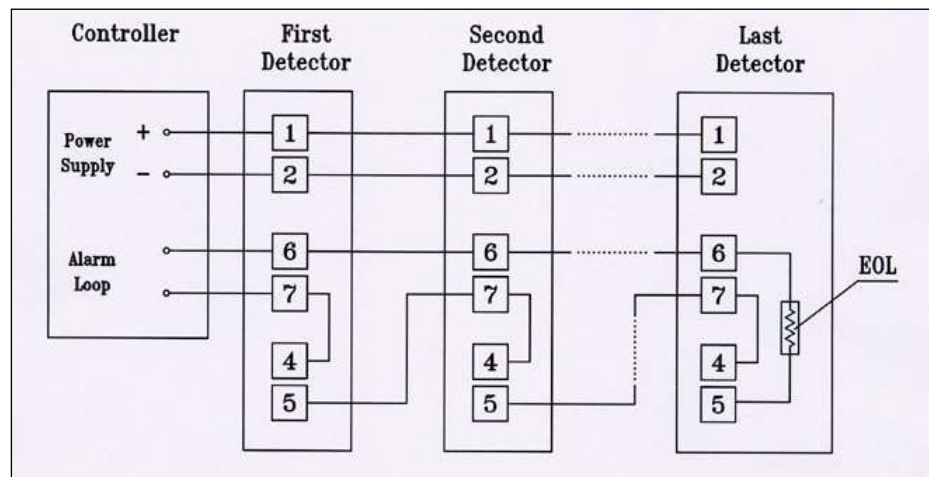 Controller
First
Detector
Second
Detector
Last
Detector
Power
Supply
+
−
Alarm
Loop
1
2
6
7
4
5
1
2
6
7
4
5
1
2
6
7
4
5
EOL